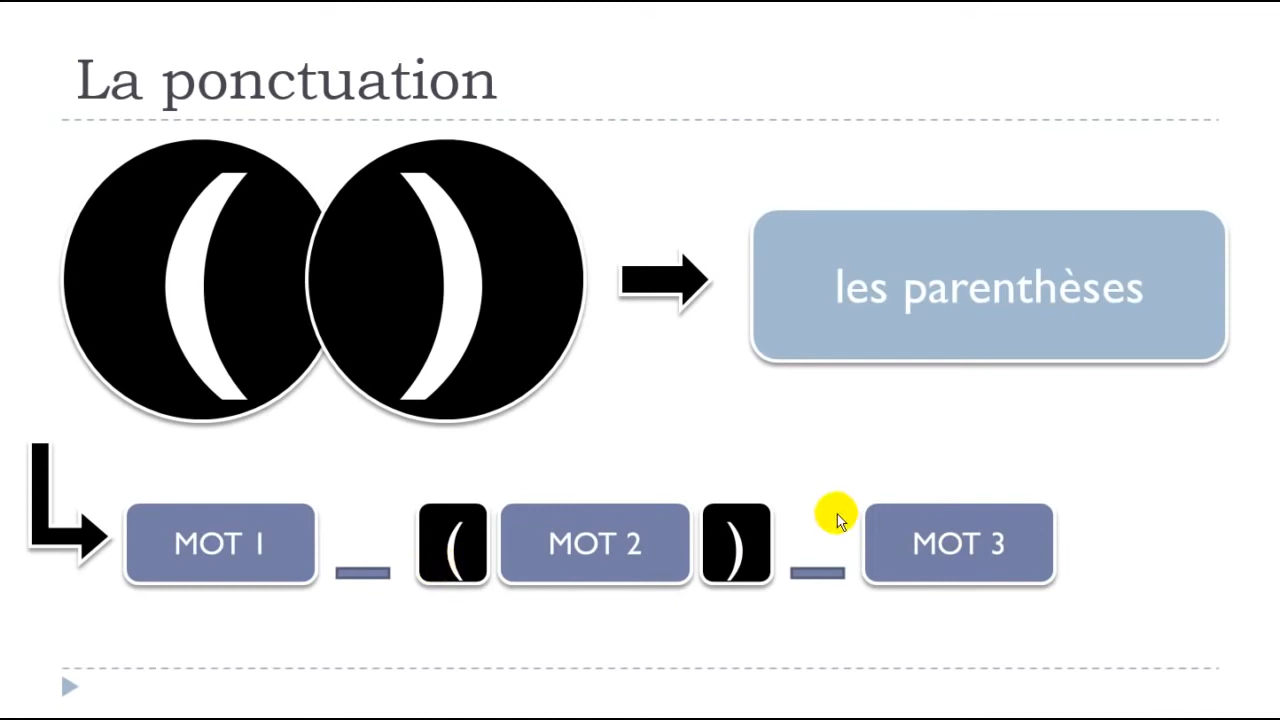 La ponctuation
( )
les parenthèses
MOT 1 _ ( MOT 2 ) _ MOT 3